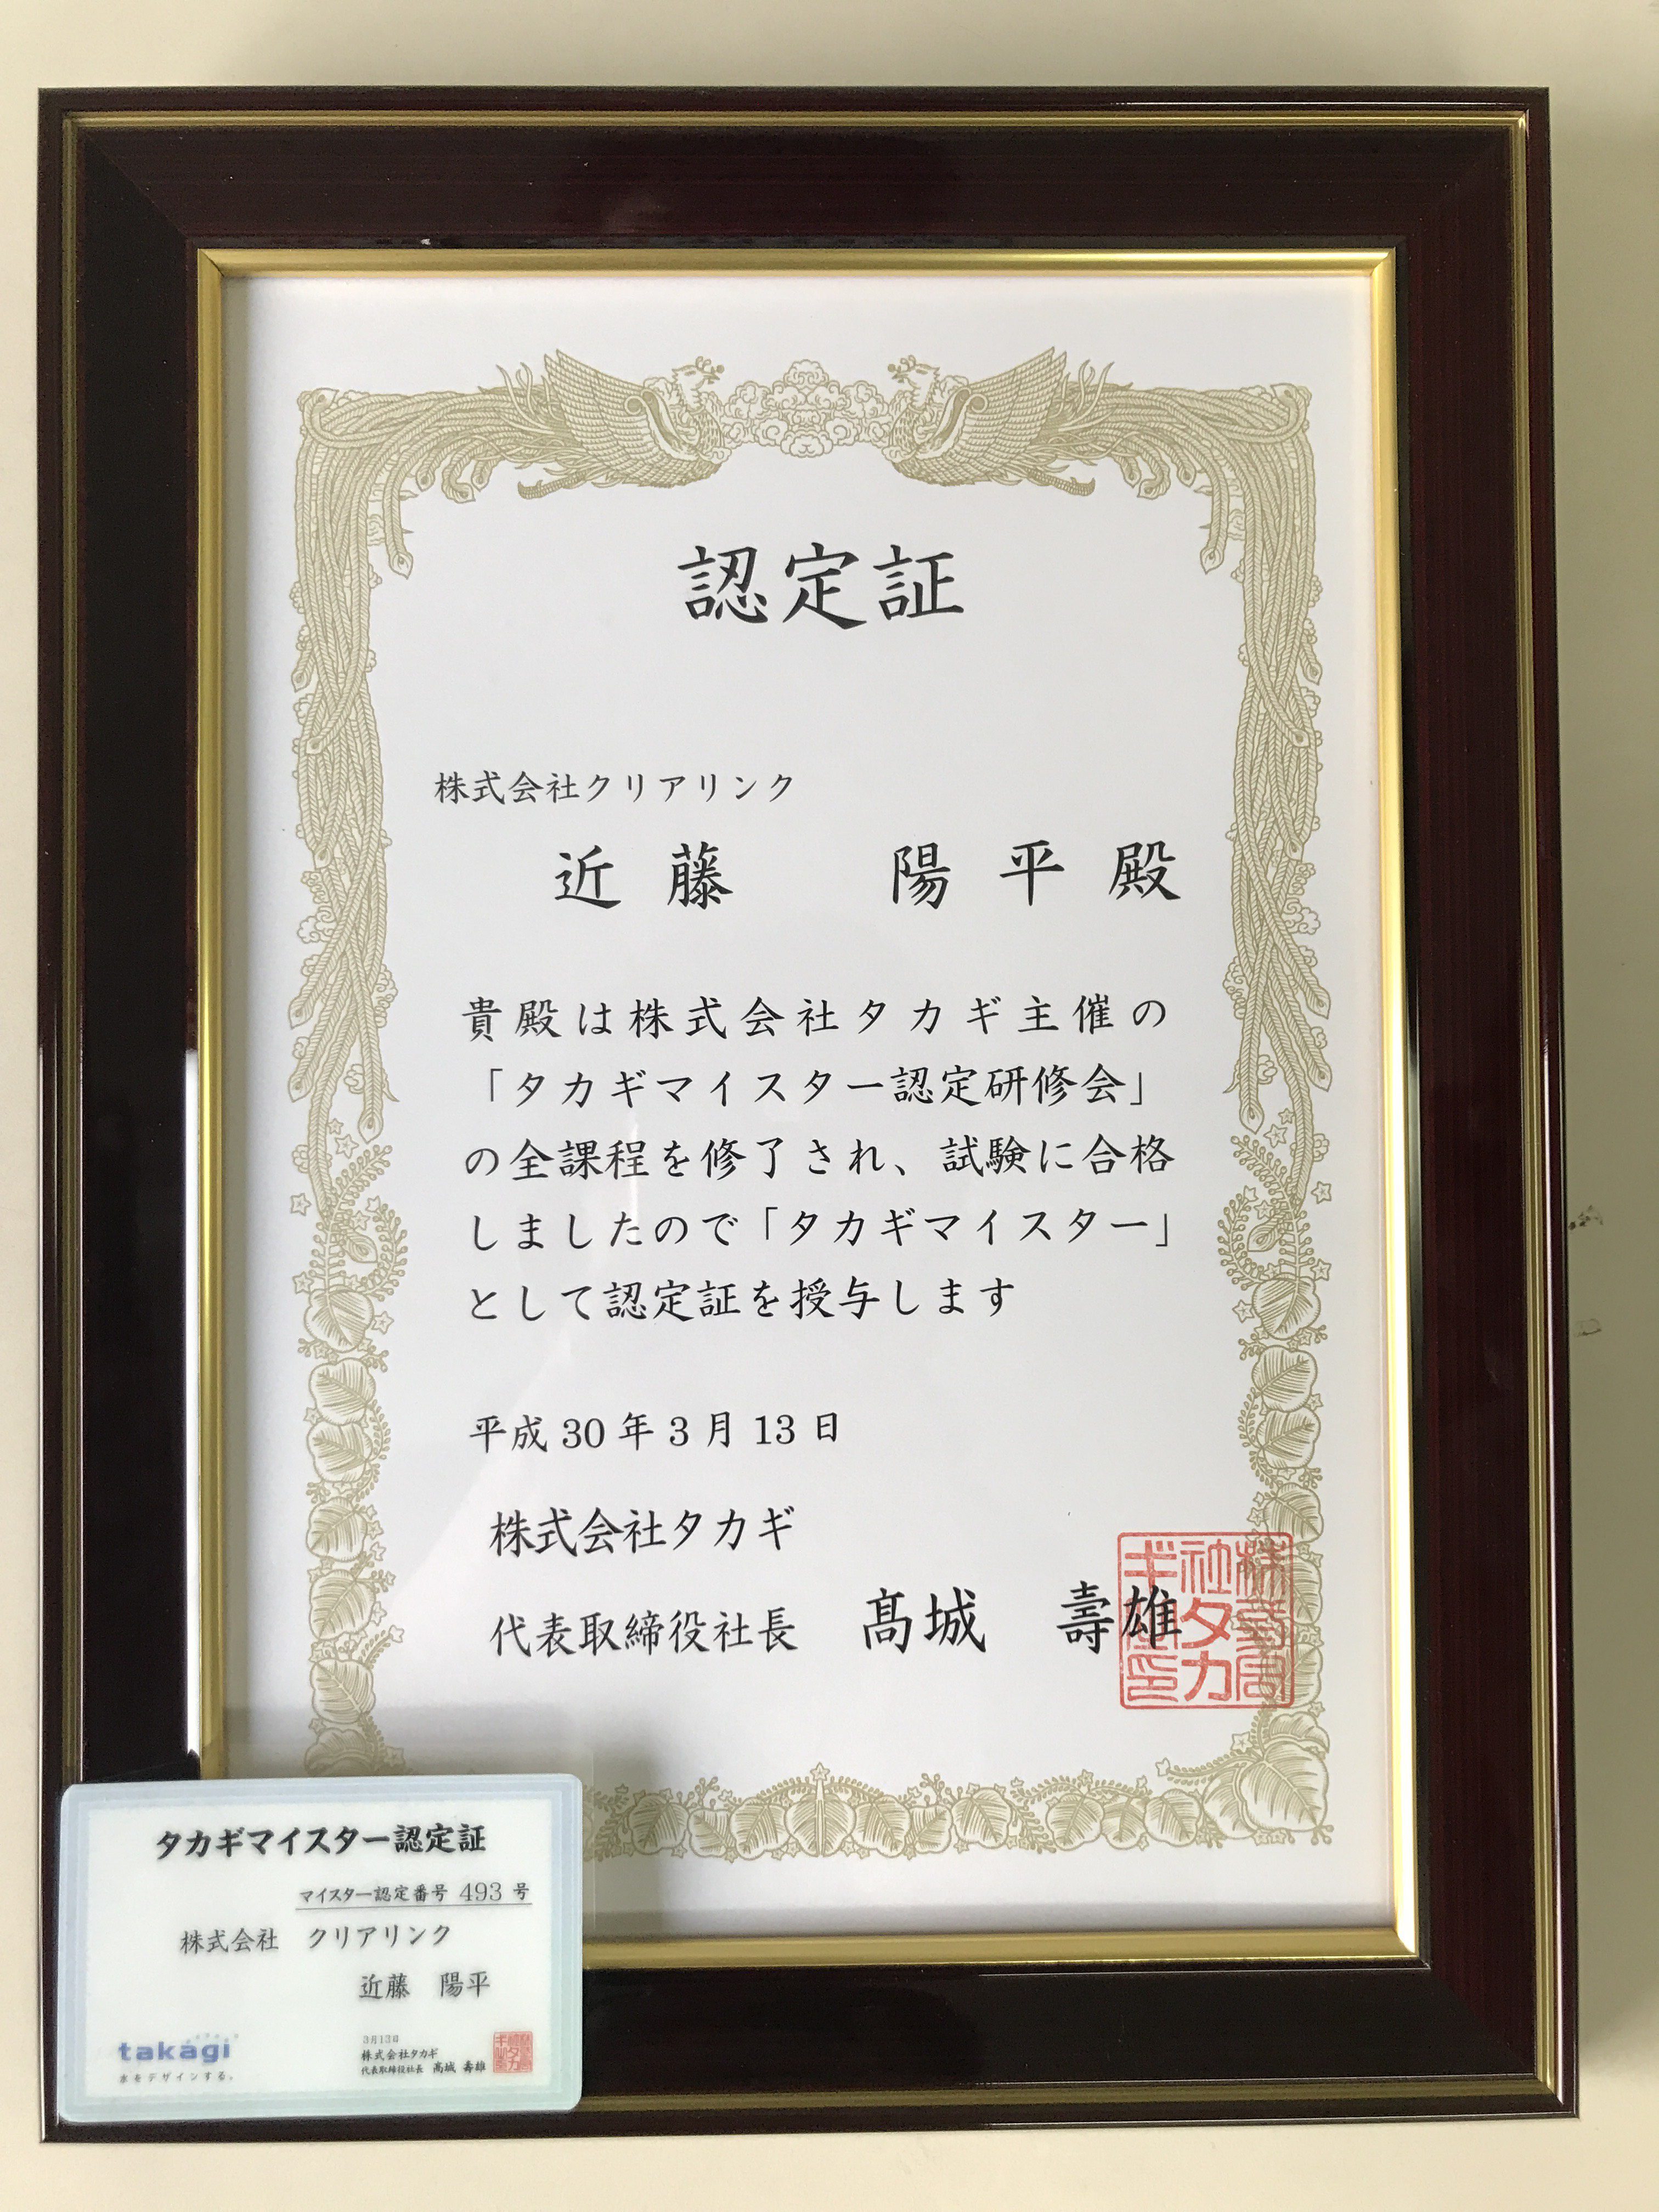 認定証
株式会社クリアリンク
近藤 陽平殿
貴殿は株式会社タカギ主催の
「タカギマイスター認定研修会」
の全課程を修了され、試験に合格
しましたので「タカギマイスター」
として認定証を授与します
平成30年3月13日
株式会社タカギ
代表取締役社長 髙城 壽雄
タカギマイスター認定証
マイスター認定番号 493 号
株式会社 クリアリンク
近藤 陽平
takagi
水をデザインする。
3月13日
株式会社タカギ
代表取締役社長 髙城 壽雄